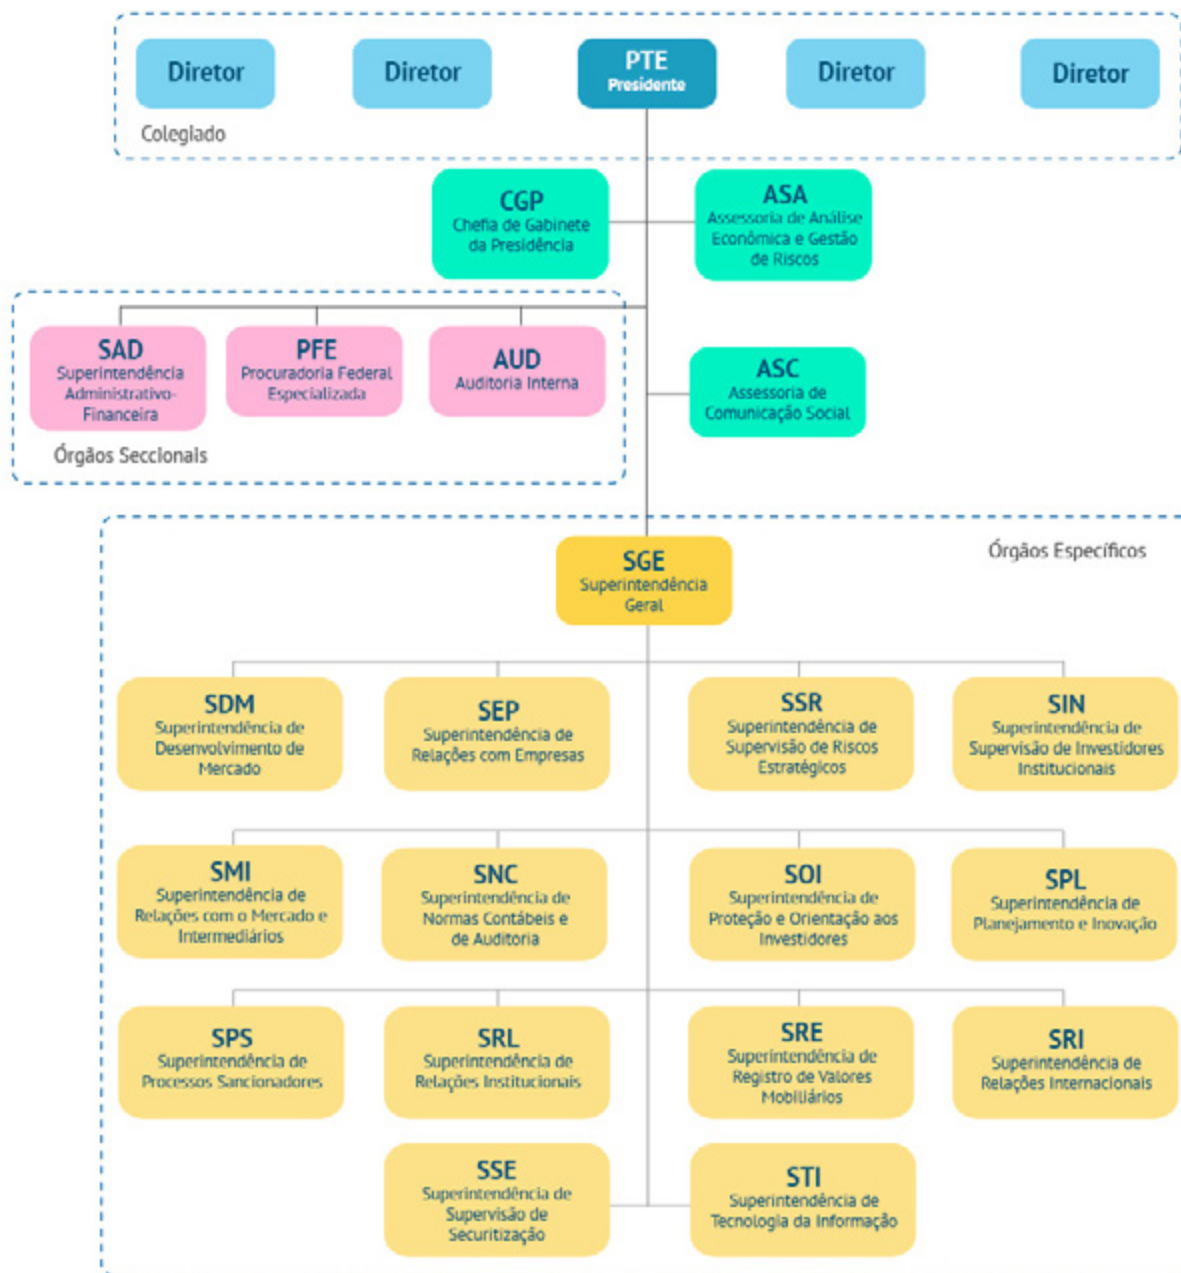 Diretor
Diretor
PTE
Presidente
Diretor
Diretor
Colegiado
CGP
Chefia de Gabinete
da Presidência
ASA
Assessoria de Análise
Econômica e Gestão
de Riscos
SAD
Superintendência
Administrativo-
Financeira
PFE
Procuradoria Federal
Especializada
AUD
Auditoria Interna
ASC
Assessoria de
Comunicação Social
Órgãos Seccionais
Órgãos Específicos
SGE
Superintendência
Geral
SDM
Superintendência de
Desenvolvimento de
Mercado
SEP
Superintendência de
Relações com Empresas
SSR
Superintendência de
Supervisão de Riscos
Estratégicos
SIN
Superintendência de
Supervisão de Investidores
Institucionais
SMI
Superintendência de
Relações com o Mercado e
Intermediários
SNC
Superintendência de
Normas Contábeis e
de Auditoria
SOI
Superintendência de
Proteção e Orientação aos
Investidores
SPL
Superintendência de
Planejamento e Inovação
SPS
Superintendência de
Processos Sancionadores
SRL
Superintendência de
Relações Institucionais
SRE
Superintendência de
Registro de Valores
Mobiliários
SRI
Superintendência de
Relações Internacionais
SSE
Superintendência de
Supervisão de
Securitização
STI
Superintendência de
Tecnologia da Informação